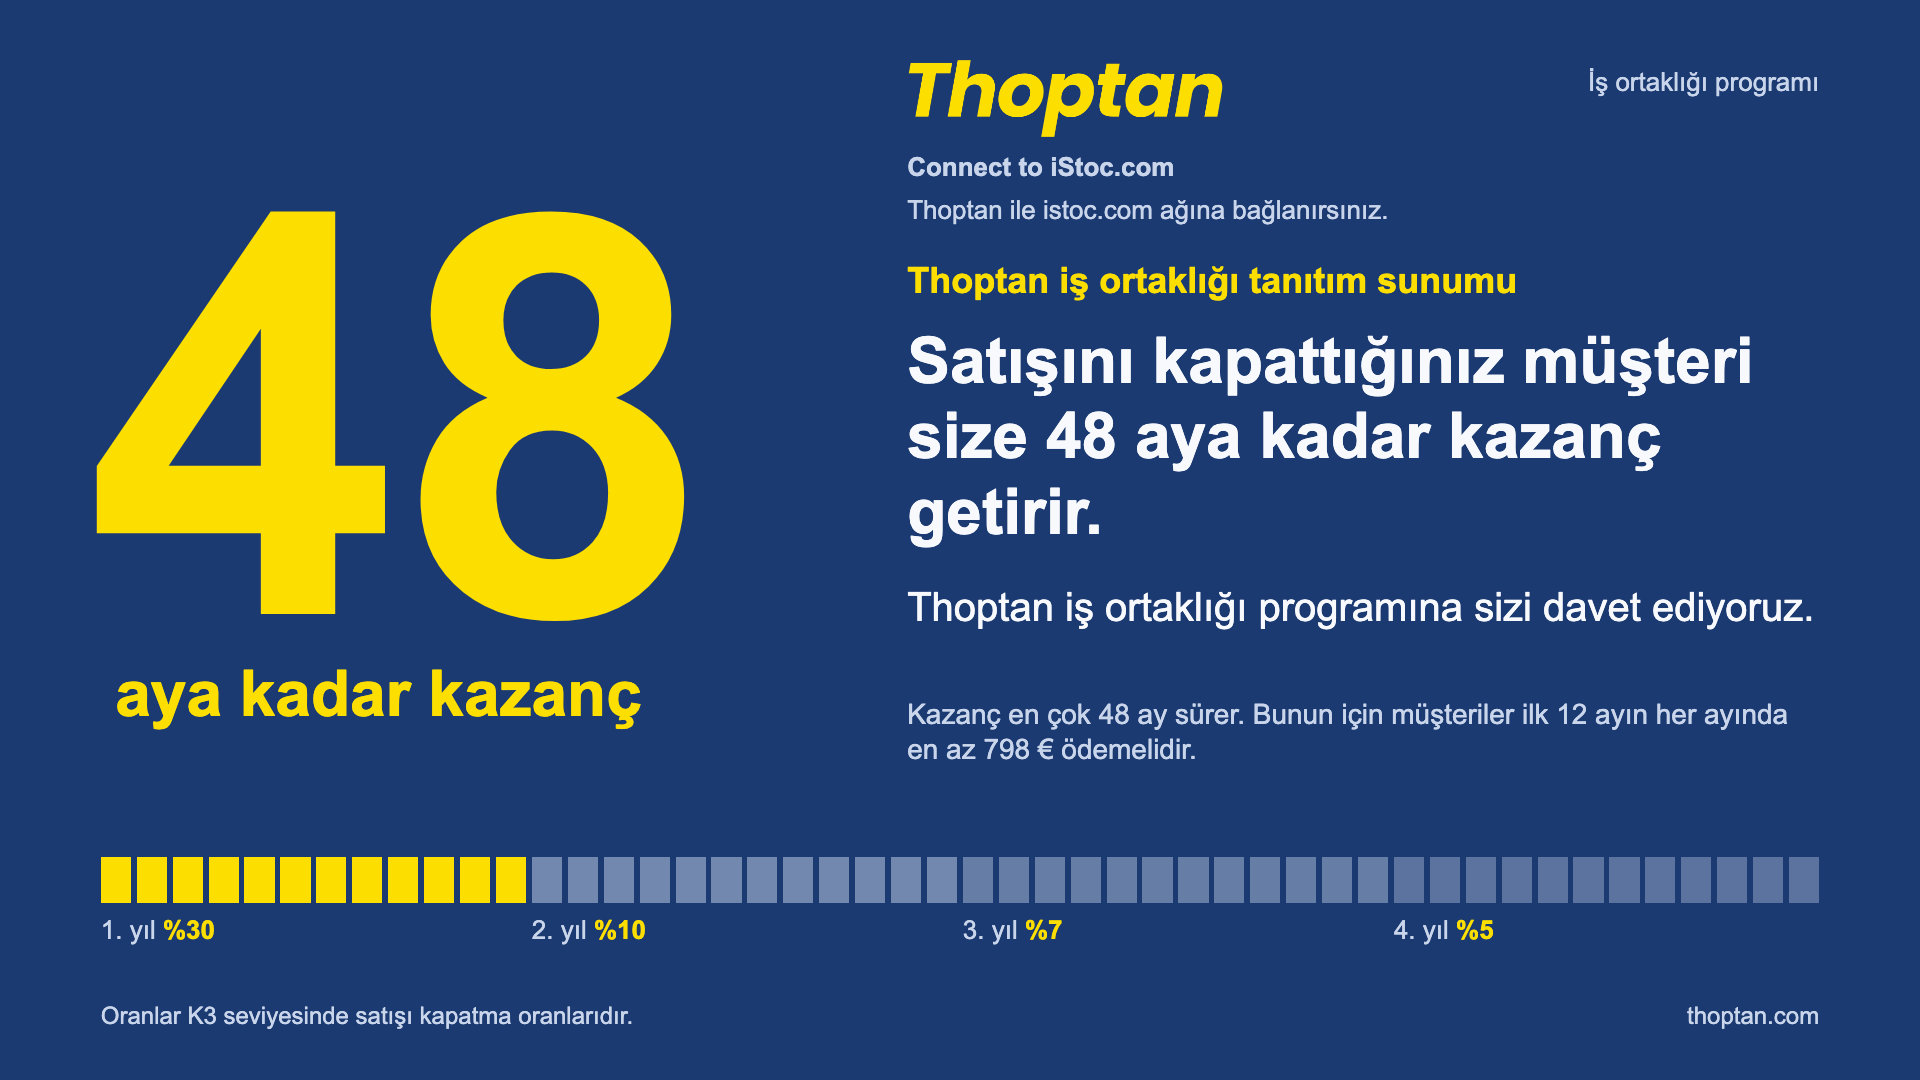 Thoptan
İş ortaklığı programı
Connect to iStoc.com
Thoptan ile istoc.com ağına bağlanırsınız.
48
aya kadar kazanç
Thoptan iş ortaklığı tanıtım sunumu
Satışını kapattığınız müşteri
size 48 aya kadar kazanç
getirir.
Thoptan iş ortaklığı programına sizi davet ediyoruz.
Kazanç en çok 48 ay sürer. Bunun için müşteriler ilk 12 ayın her ayında
en az 798 € ödemelidir.
1. yıl %30
2. yıl %10
3. yıl %7
4. yıl %5
Oranlar K3 seviyesinde satışı kapatma oranlarıdır.
thoptan.com